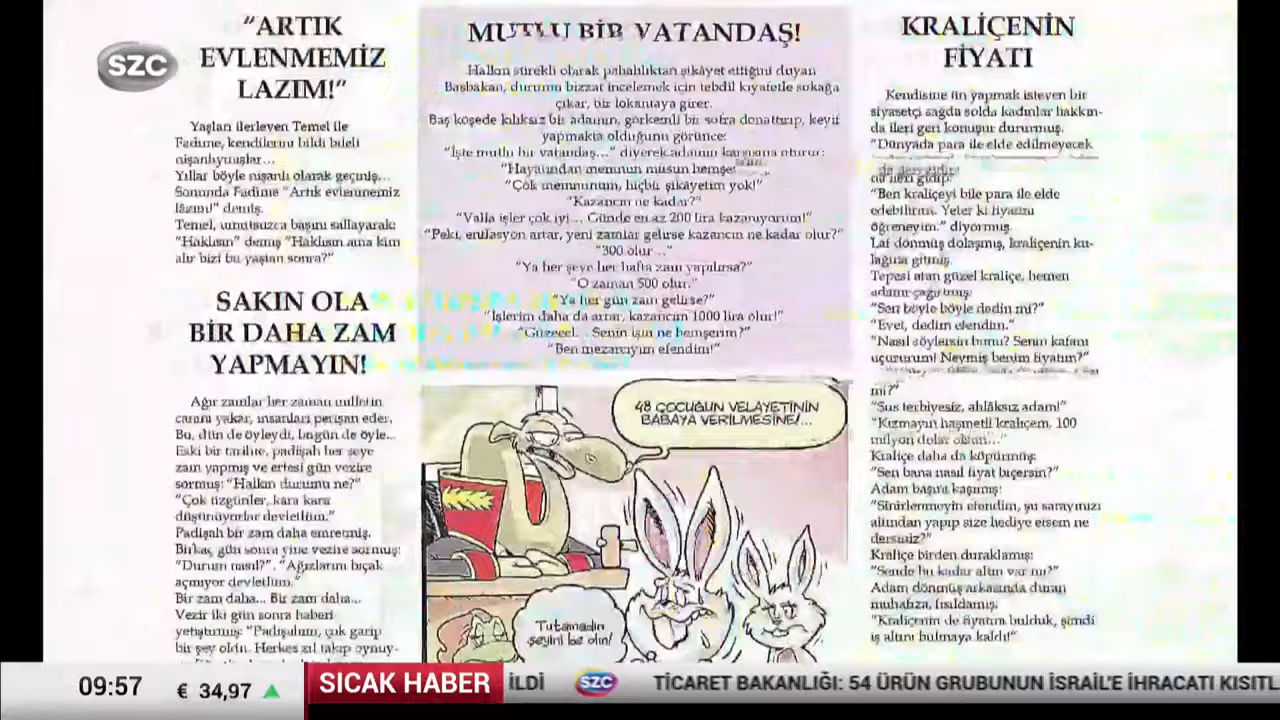 SZC
"ARTIK
EVLENMEMİZ
LAZIM!"
Yaşları ilerleyen Temel ile
Fadime, kendilerini bildi bileli
nişanlıymışlar...
Yıllar böyle nişanlı olarak geçmiş...
Sonunda Fadime "Artık evlenmemiz
lâzım!" demiş.
Temel, umutsuzca başını sallayarak:
"Haklısın" demiş "Haklısın ama kim
alır bizi bu yaştan sonra?"
SAKIN OLA
BİR DAHA ZAM
YAPMAYIN!
Ağır zamlar her zaman milletin
canını yakar, insanları perişan eder.
Bu, dün de öyleydi, bugün de öyle...
Eski bir tarihte, padişah her şeye
zam yapmış ve ertesi gün vezire
sormuş: "Halkın durumu ne?"
"Çok üzgünler, kara kara
düşünüyorlar devletlüm."
Padişah bir zam daha emretmiş.
Birkaç gün sonra yine vezire sormuş:
"Durum nasıl?". "Ağızlarını bıçak
açmıyor devletlüm."
Bir zam daha... Bir zam daha...
Vezir iki gün sonra haberi
yetiştirmiş: "Padişahım, çok garip
bir şey oldu. Herkes zil takıp oynuy-
MUTLU BİR VATANDAŞ!
Halkın sürekli olarak pahalılıktan şikâyet ettiğini duyan
Başbakan, durumu bizzat incelemek için tebdil kıyafetle sokağa
çıkar, bir lokantaya girer.
Baş köşede kılıksız bir adamın, görkemli bir sofra donattırıp, keyif
yapmakta olduğunu görünce:
"İşte mutlu bir vatandaş..." diyerek adamın karşısına oturur:
"Hayatından memnun musun hemşe
"Çok memnunum, hiçbir şikâyetim yok!"
"Kazancın ne kadar?"
"Valla işler çok iyi... Günde en az 200 lira kazanıyorum!"
"Peki, enflasyon artar, yeni zamlar gelirse kazancın ne kadar olur?"
"300 olur..."
"Ya her şeye her hafta zam yapılırsa?"
"O zaman 500 olur."
"Ya her gün zam gelirse?"
"İşlerim daha da artar, kazancım 1000 lira olur!"
"Güzeeel... Senin işin ne hemşerim?"
"Ben mezarcıyım efendim!"
48 ÇOCUĞUN VELAYETİNİN
BABAYA VERİLMESİNE!...
Tutamadın
şeyini be olm!
KRALİÇENİN
FİYATI
Kendisine ün yapmak isteyen bir
siyasetçi sağda solda kadınlar hakkın-
da ileri geri konuşur dururmuş.
"Dünyada para ile elde edilmeyecek
"Ben kraliçeyi bile para ile elde
edebilirim. Yeter ki fiyatını
öğreneyim." diyormuş.
Laf dönmüş dolaşmış, kraliçenin ku-
lağına gitmiş.
Tepesi atan güzel kraliçe, hemen
adamı çağırtmış:
"Sen böyle böyle dedin mi?"
"Evet, dedim efendim."
"Nasıl söylersin bunu? Senin kafanı
uçururum! Neymiş benim fiyatım?"
mi?"
"Sus terbiyesiz, ahlâksız adam!"
"Kızmayın haşmetli kraliçem, 100
milyon dolar olsun..."
Kraliçe daha da köpürmüş:
"Sen bana nasıl fiyat biçersin?"
Adam başını kaşımış:
"Sinirlenmeyin efendim, şu sarayınızı
altından yapıp size hediye etsem ne
dersiniz?"
Kraliçe birden duraklamış:
"Sende bu kadar altın var mı?"
Adam dönmüş arkasında duran
muhafıza, fısıldamış:
"Kraliçenin de fiyatını bulduk, şimdi
iş altını bulmaya kaldı!"
09:57
€ 34,97
SICAK HABER
İLDİ
SZC
TİCARET BAKANLIĞI: 54 ÜRÜN GRUBUNUN İSRAİL'E İHRACATI KISITL